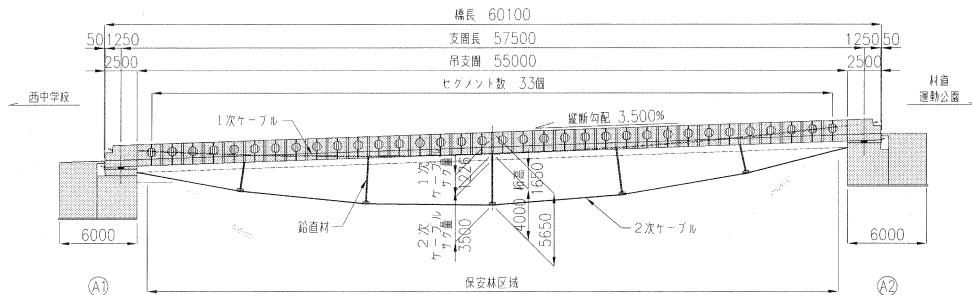 橋長 60100
50 1250 支間長 57500 1250 50
2500 吊支間 55000 2500
西中学校
セグメント数 33個
村道
運動公園
1次ケーブル
縦断勾配 3.500%
1次
ケーブル
サグ量
1226
桁高
1650
2次
ケーブル
サグ量
3500
4000
5650
鉛直材
2次ケーブル
6000
6000
保安林区域
A1
A2